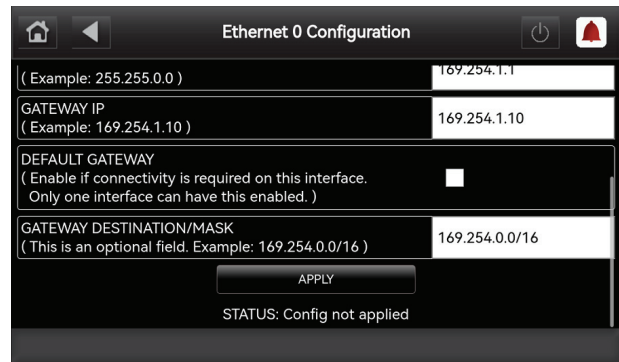 Ethernet 0 Configuration
( Example: 255.255.0.0 )
169.254.1.1
GATEWAY IP
( Example: 169.254.1.10 )
169.254.1.10
DEFAULT GATEWAY
( Enable if connectivity is required on this interface.
Only one interface can have this enabled. )
GATEWAY DESTINATION/MASK
( This is an optional field. Example: 169.254.0.0/16 )
169.254.0.0/16
APPLY
STATUS: Config not applied